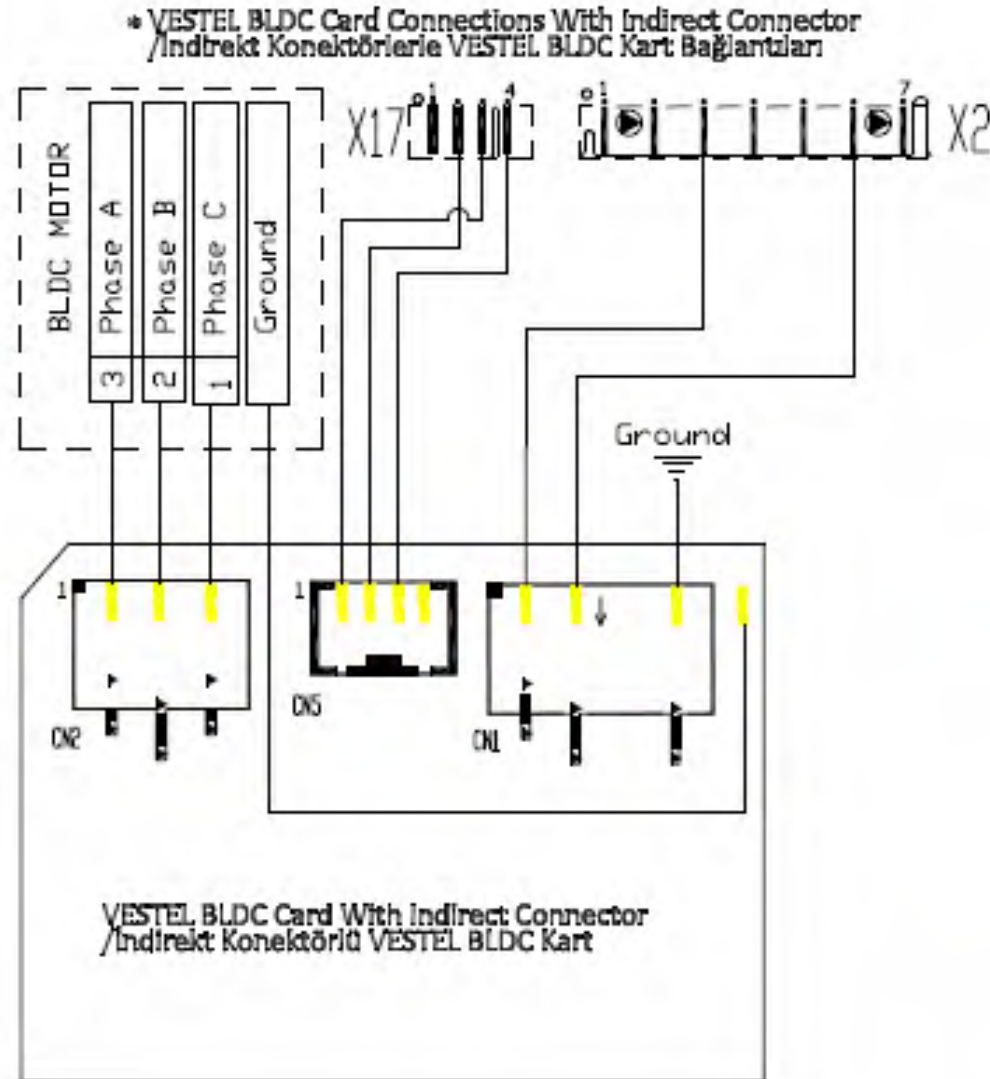 * VESTEL BLDC Card Connections With Indirect Connector
/İndirekt Konektörlerle VESTEL BLDC Kart Bağlantıları
BLDC MOTOR
3 Phase A
2 Phase B
1 Phase C
Ground
X17
1
4
1
7
X2
Ground
1
CN2
1
CN5
CN1
VESTEL BLDC Card With Indirect Connector
/İndirekt Konektörlü VESTEL BLDC Kart